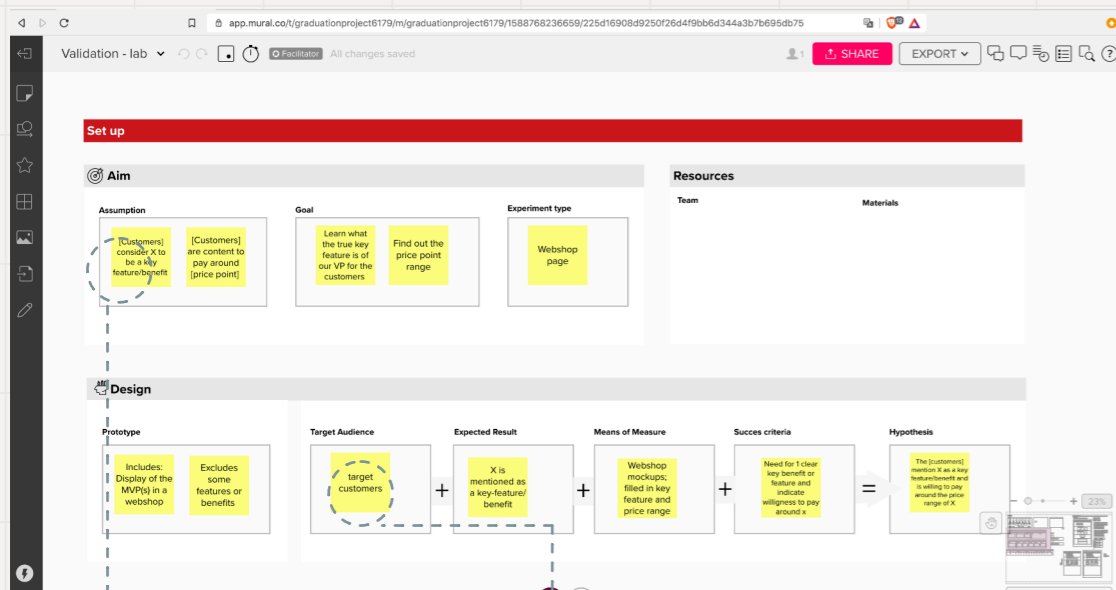 app.mural.co/t/graduationproject6179/m/graduationproject6179/1588768236659/225d16908d9250f26d4f9bb6d344a3b7b695db75
Validation - lab
Facilitator
All changes saved
1
SHARE
EXPORT
?
Set up
Aim
Resources
Assumption
Goal
Experiment type
Team
Materials
[Customers]
consider X to
be a key
feature/benefit
[Customers]
are content to
pay around
[price point]
Learn what
the true key
feature is of
our VP for the
customers
Find out the
price point
range
Webshop
page
Design
Prototype
Target Audience
Expected Result
Means of Measure
Succes criteria
Hypothesis
Includes:
Display of the
MVP(s) in a
webshop
Excludes
some
features or
benefits
target
customers
+
X is
mentioned as
a key-feature/
benefit
+
Webshop
mockups;
filled in key
feature and
price range
+
Need for 1 clear
key benefit or
feature and
indicate
willigness to pay
around x
=
The [customers]
mention X as a key
feature/benefit and
is willing to pay
around the price
range of X
23%